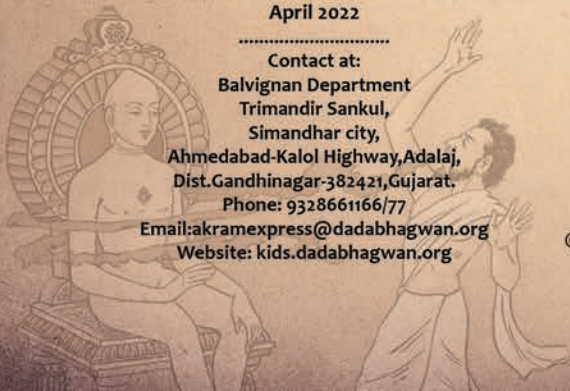 April 2022
..............................
Contact at:
Balvignan Department
Trimandir Sankul,
Simandhar city,
Ahmedabad-Kalol Highway,Adalaj,
Dist.Gandhinagar-382421,Gujarat.
Phone: 9328661166/77
Email:akramexpress@dadabhagwan.org
Website: kids.dadabhagwan.org